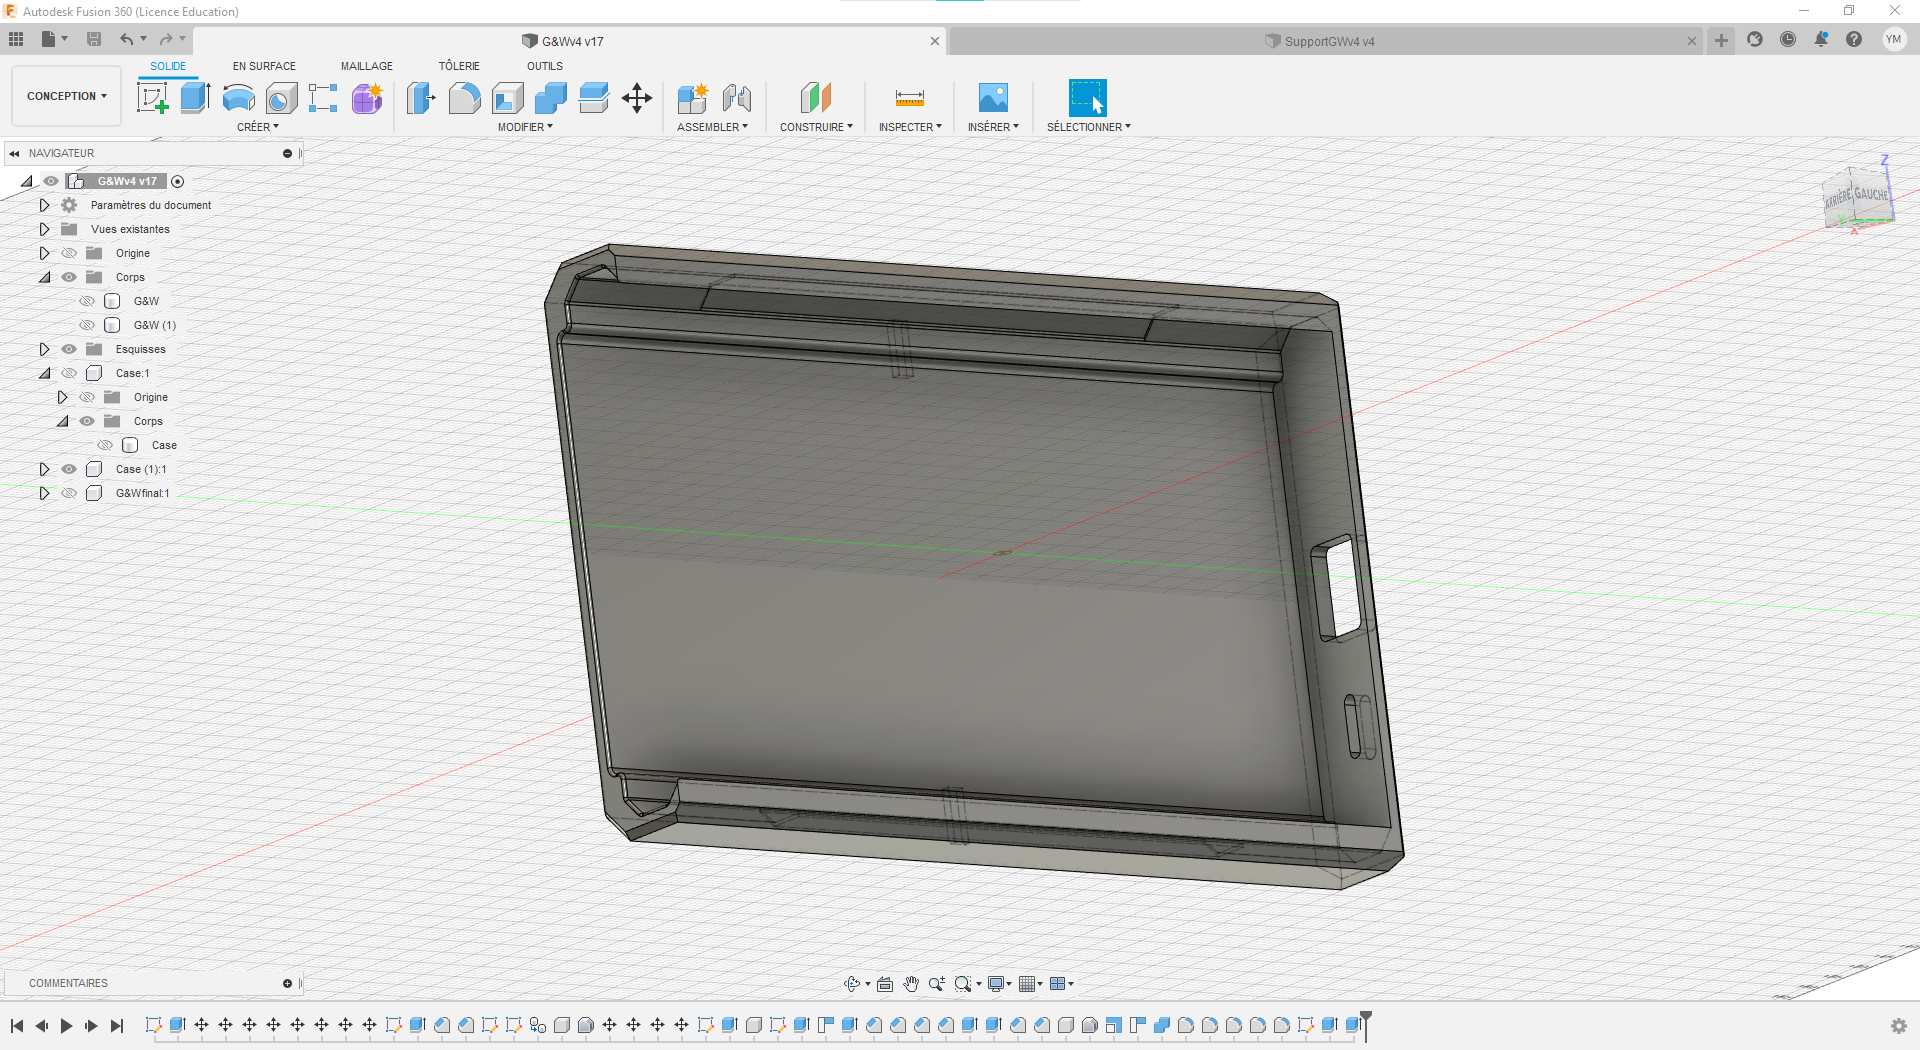 Autodesk Fusion 360 (Licence Education)
G&Wv4 v17
SupportGWv4 v4
YM
CONCEPTION
SOLIDE
EN SURFACE
MAILLAGE
TÔLERIE
OUTILS
CRÉER
MODIFIER
ASSEMBLER
CONSTRUIRE
INSPECTER
INSÉRER
SÉLECTIONNER
NAVIGATEUR
G&Wv4 v17
Paramètres du document
Vues existantes
Origine
Corps
G&W
G&W (1)
Esquisses
Case:1
Origine
Corps
Case
Case (1):1
G&Wfinal:1
Z
ARRIÈRE
GAUCHE
Y
X
COMMENTAIRES